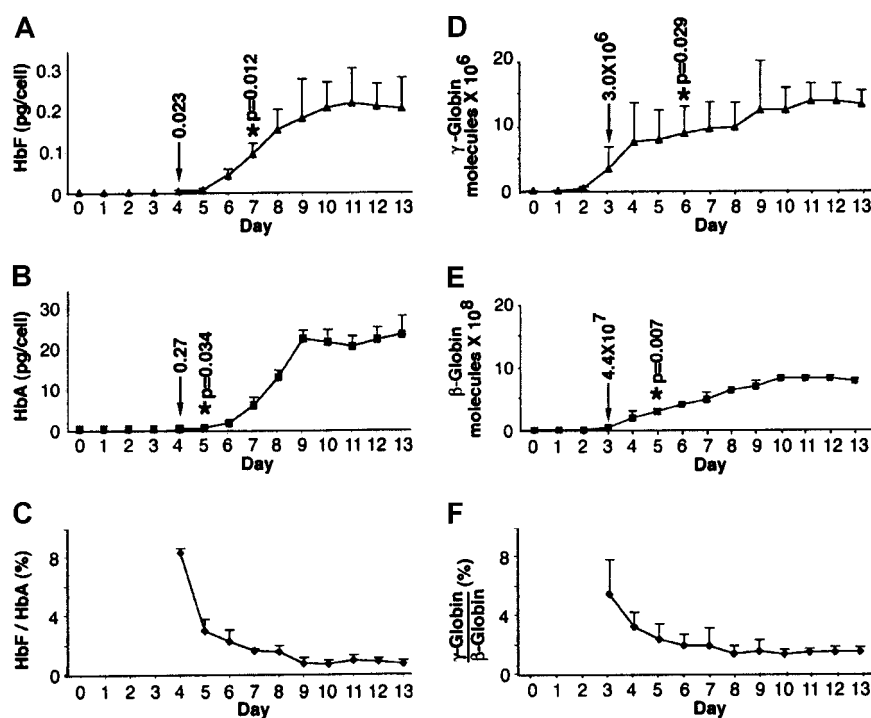 A
HbF (pg/cell)
0.3
0.2
0.1
0
0.023
*p=0.012
0 1 2 3 4 5 6 7 8 9 10 11 12 13
Day
B
HbA (pg/cell)
30
20
10
0
0.27
*p=0.034
0 1 2 3 4 5 6 7 8 9 10 11 12 13
Day
C
HbF / HbA (%)
8
4
0
0 1 2 3 4 5 6 7 8 9 10 11 12 13
Day
D
γ-Globin
molecules X 10⁶
20
10
0
3.0X10⁶
*p=0.029
0 1 2 3 4 5 6 7 8 9 10 11 12 13
Day
E
β-Globin
molecules X 10⁸
20
10
0
4.4X10⁷
*p=0.007
0 1 2 3 4 5 6 7 8 9 10 11 12 13
Day
F
γ-Globin (%)
β-Globin
8
4
0
0 1 2 3 4 5 6 7 8 9 10 11 12 13
Day